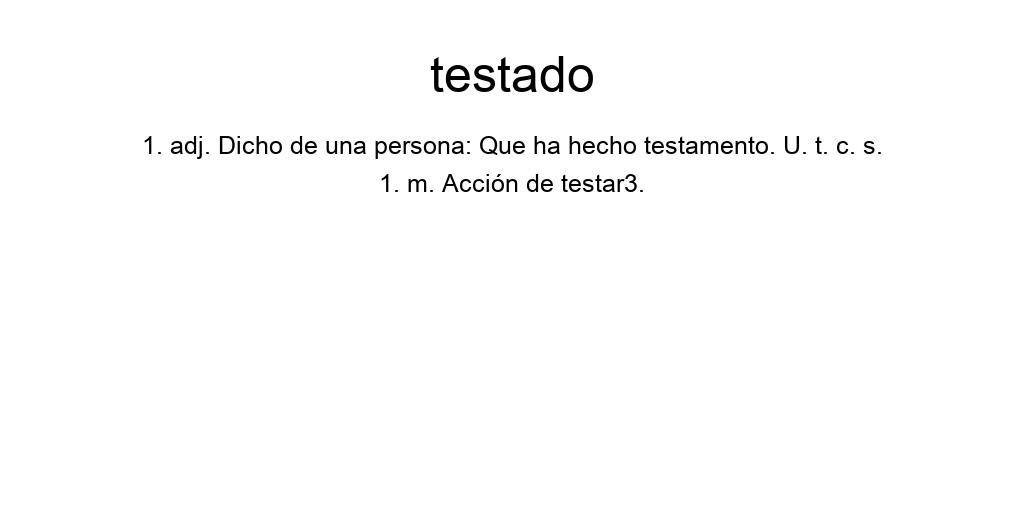 testado
1. adj. Dicho de una persona: Que ha hecho testamento. U. t. c. s.
1. m. Acción de testar3.